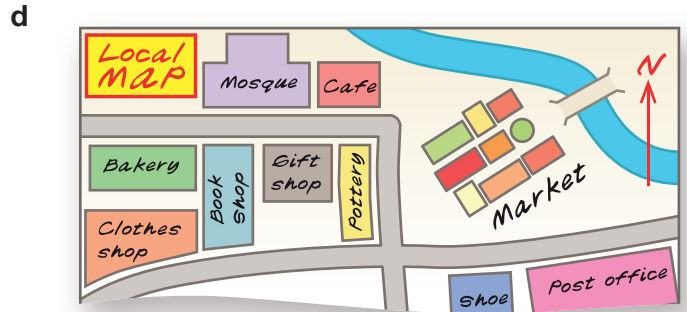 d
Local
map
Mosque
Cafe
N
Bakery
Book
shop
Gift
shop
Pottery
Market
Clothes
shop
Shoe
Post office